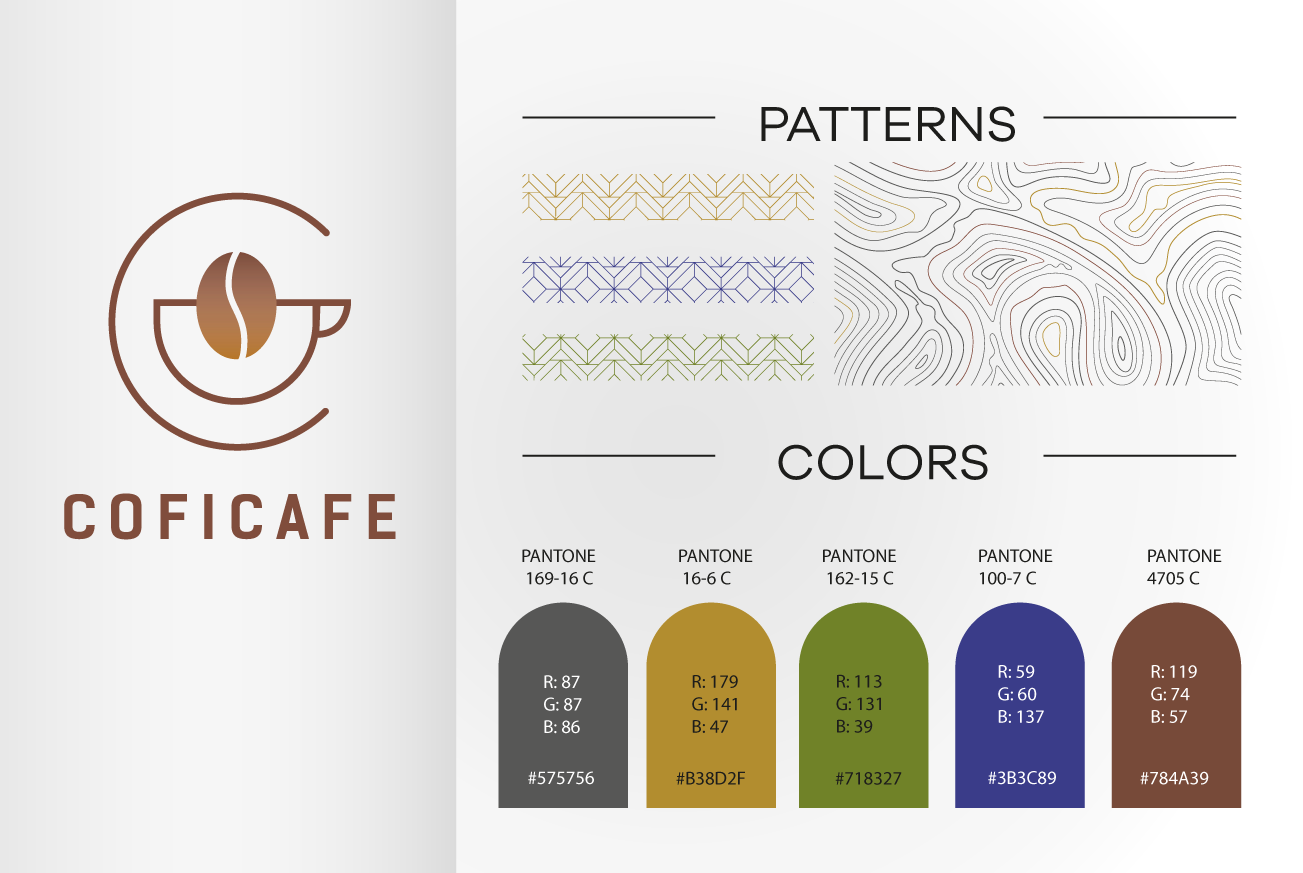 COFICAFE
PATTERNS
COLORS
PANTONE
169-16 C
PANTONE
16-6 C
PANTONE
162-15 C
PANTONE
100-7 C
PANTONE
4705 C
R: 87
G: 87
B: 86
#575756
R: 179
G: 141
B: 47
#B38D2F
R: 113
G: 131
B: 39
#718327
R: 59
G: 60
B: 137
#3B3C89
R: 119
G: 74
B: 57
#784A39